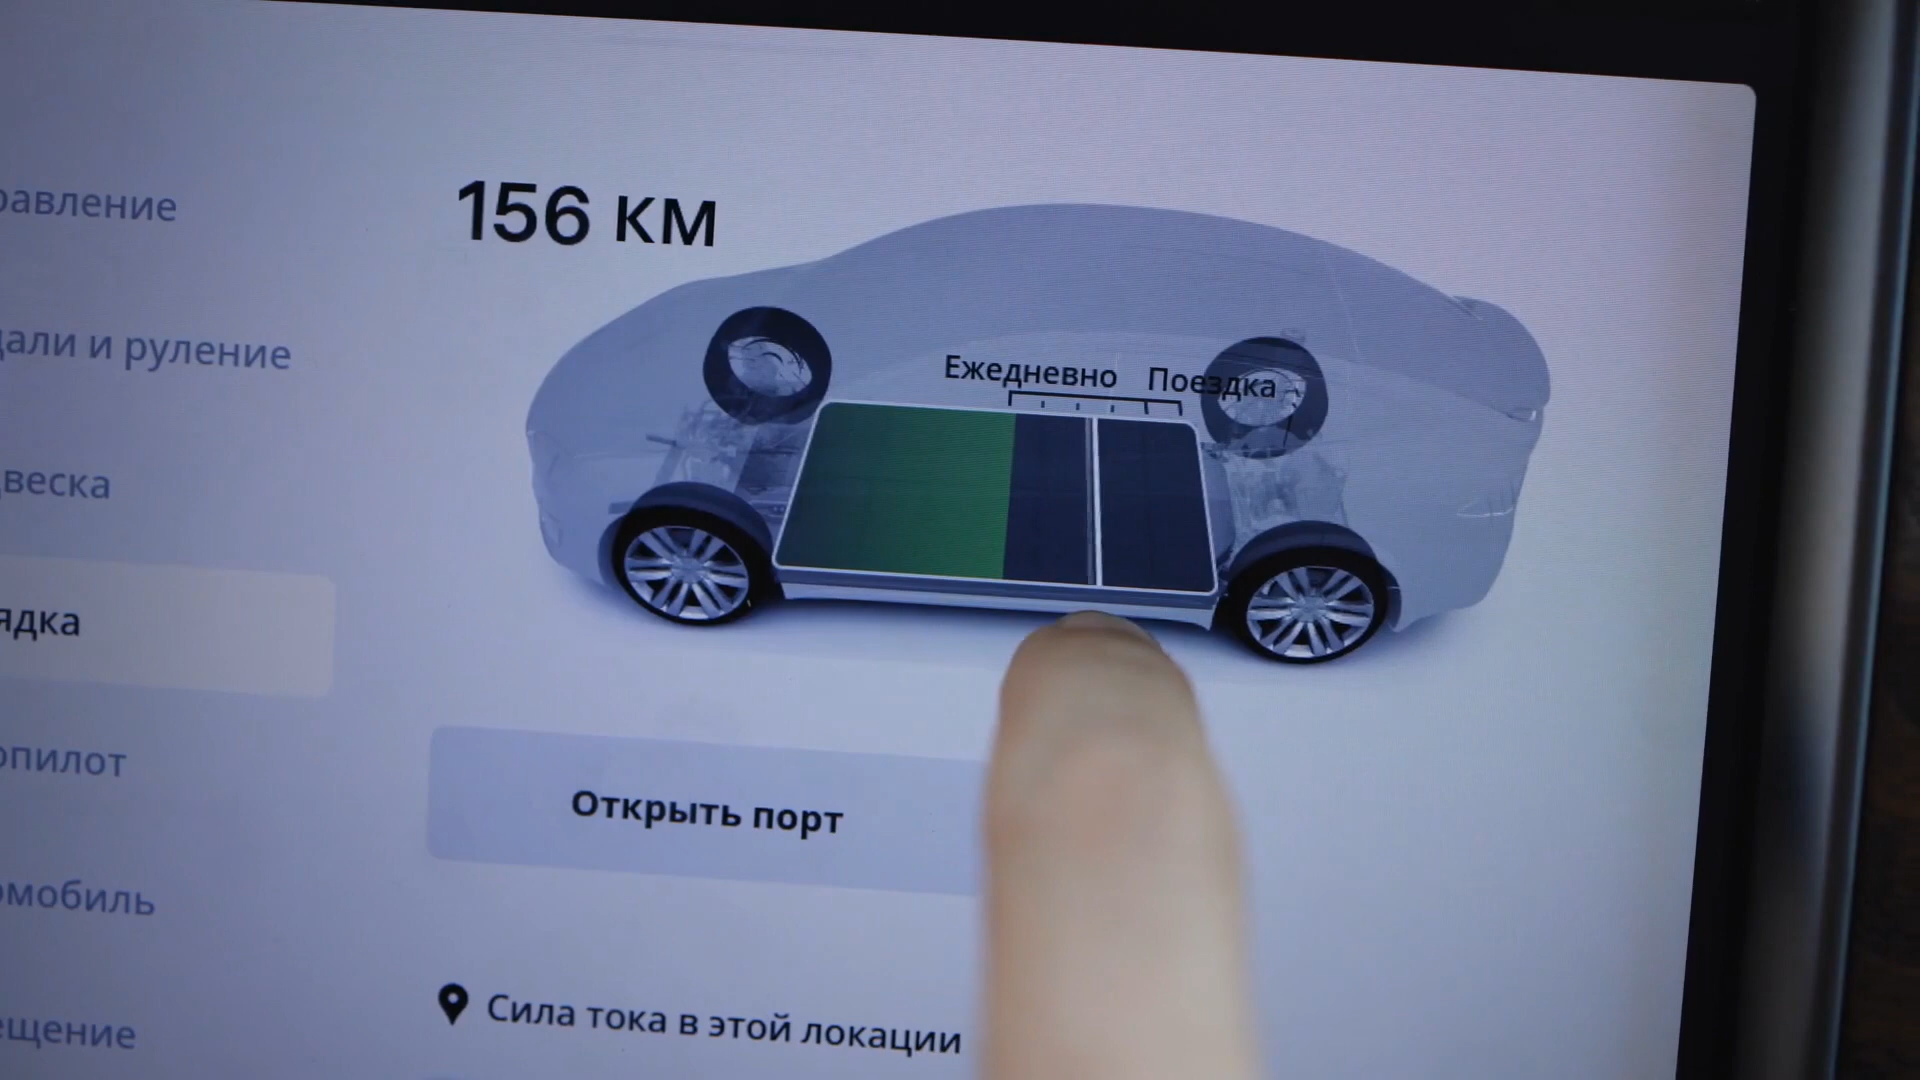 156 км
равление
Ежедневно Поездка
дали и руление
веска
ядка
опилот
Открыть порт
омобиль
Сила тока в этой локации
ещение